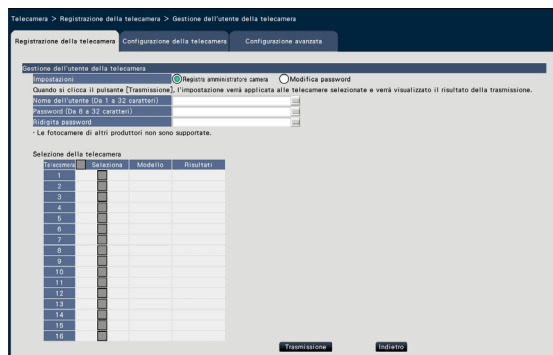 Telecamera > Registrazione della telecamera > Gestione dell'utente della telecamera
Registrazione della telecamera Configurazione della telecamera Configurazione avanzata
Gestione dell'utente della telecamera
Impostazioni Registra amministratore camera Modifica password
Quando si clicca il pulsante [Trasmissione], l'impostazione verrà applicata alle telecamere selezionate e verrà visualizzato il risultato della trasmissione.
Nome dell'utente (Da 1 a 32 caratteri)
Password (Da 8 a 32 caratteri)
Ridigita password
· Le fotocamere di altri produttori non sono supportate.
Selezione della telecamera
Telecamera Seleziona Modello Risultati
1
2
3
4
5
6
7
8
9
10
11
12
13
14
15
16
Trasmissione Indietro